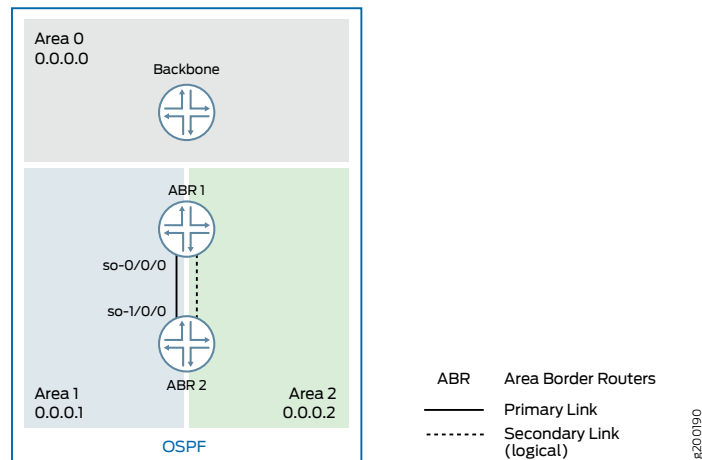 Area 0
0.0.0.0
Backbone
ABR 1
so-0/0/0
so-1/0/0
ABR 2
Area 1
0.0.0.1
Area 2
0.0.0.2
OSPF
ABR Area Border Routers
Primary Link
Secondary Link
(logical)
g200190